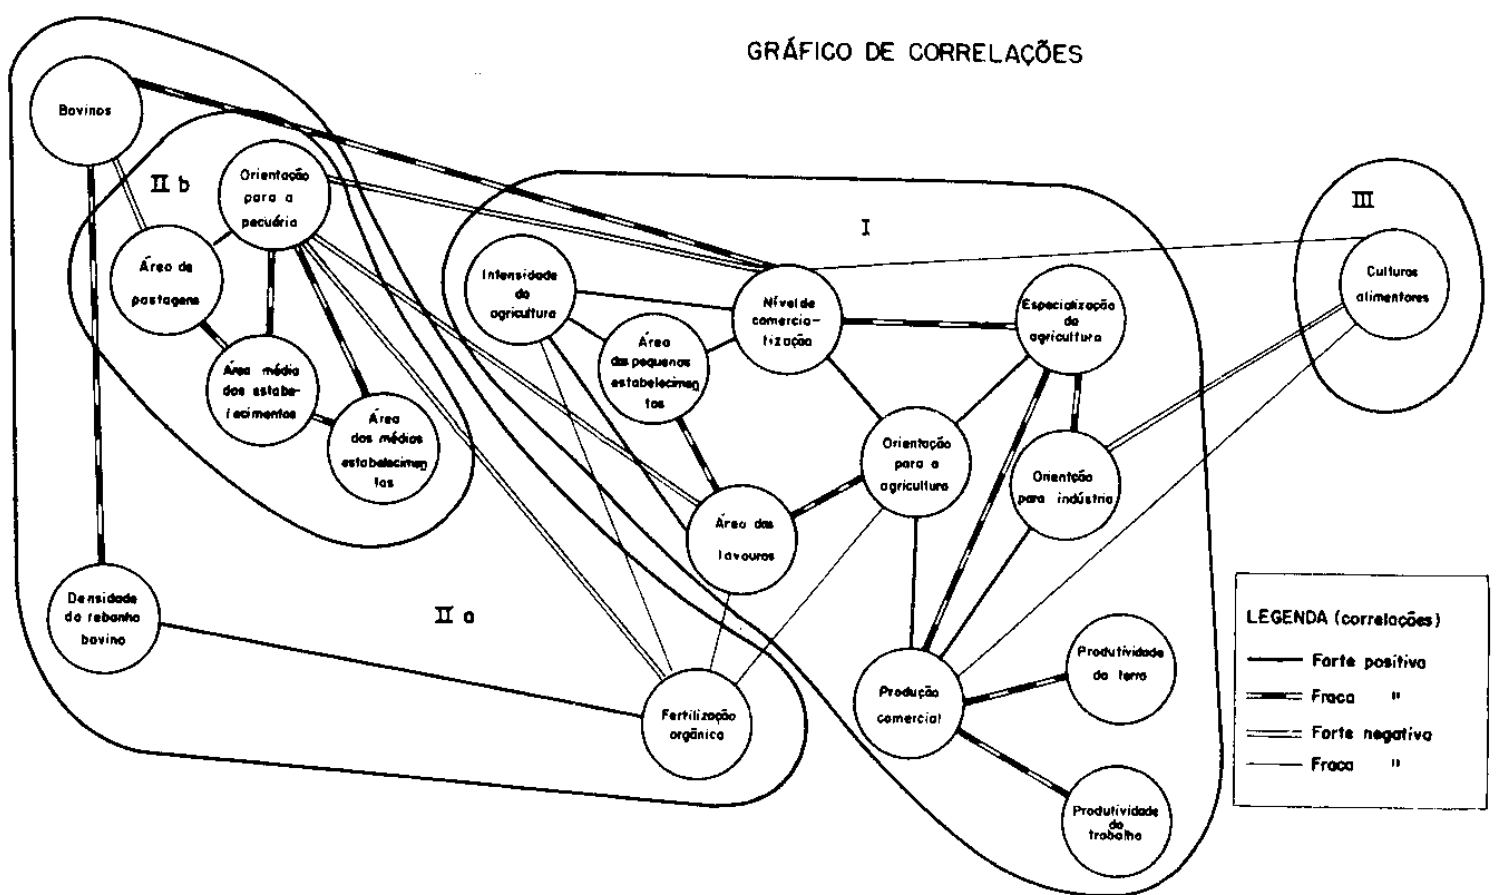 GRÁFICO DE CORRELAÇÕES
Bovinos
II b
Orientação
para a
pecuária
Área de
pastagens
Área média
dos estabe-
lecimentos
Área
dos médios
estabelecimen
tos
Densidade
do rebanho
bovino
II a
Fertilização
orgânica
I
Intensidade
da
agricultura
Área
dos pequenos
estabelecimen
tos
Nível de
comercia-
lização
Especialização
da
agricultura
Orientação
para a
agricultura
Orientção
para indústria
Área das
lavouras
Produção
comercial
Produtividade
da terra
Produtividade
do
trabalho
III
Culturas
alimentares
LEGENDA (correlações)
Forte positiva
Fraca "
Forte negativa
Fraca "